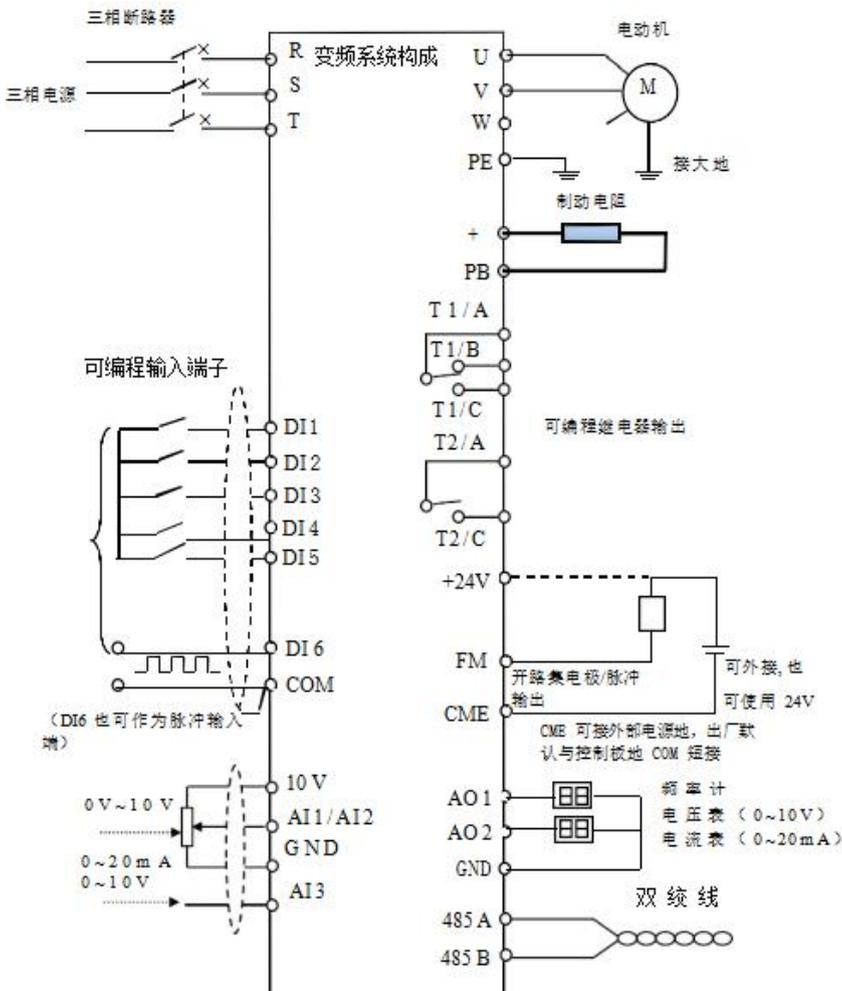 三相断路器
三相电源
R
S
T
变频系统构成
U
V
W
PE
电动机
M
接大地
制动电阻
+
PB
T1/A
T1/B
T1/C
可编程继电器输出
T2/A
T2/C
可编程输入端子
DI1
DI2
DI3
DI4
DI5
DI6
COM
（DI6 也可作为脉冲输入
端）
+24V
FM
开路集电极/脉冲
输出
可外接, 也
可使用 24V
CME
CME 可接外部电源地，出厂默
认与控制板地 COM 短接
10V
AI1/AI2
GND
AI3
0V~10 V
0~20m A
0~10V
AO1
AO2
GND
频率计
电压表（0~10V）
电流表（0~20mA）
双绞线
485A
485B